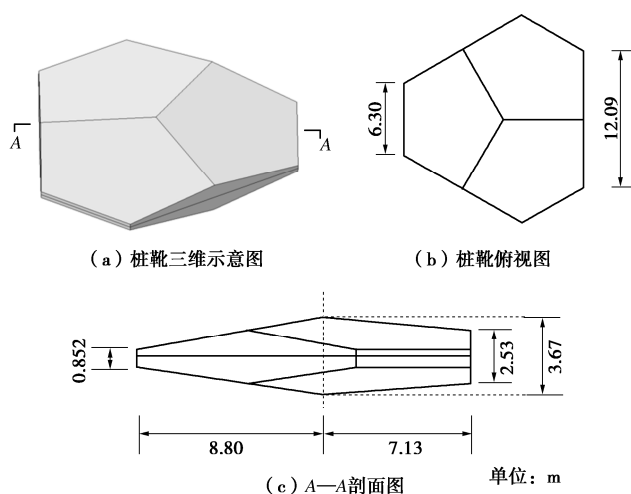 A
A
6.30
12.09
（a）桩靴三维示意图
（b）桩靴俯视图
0.852
2.53
3.67
8.80
7.13
（c）A—A剖面图
单位：m